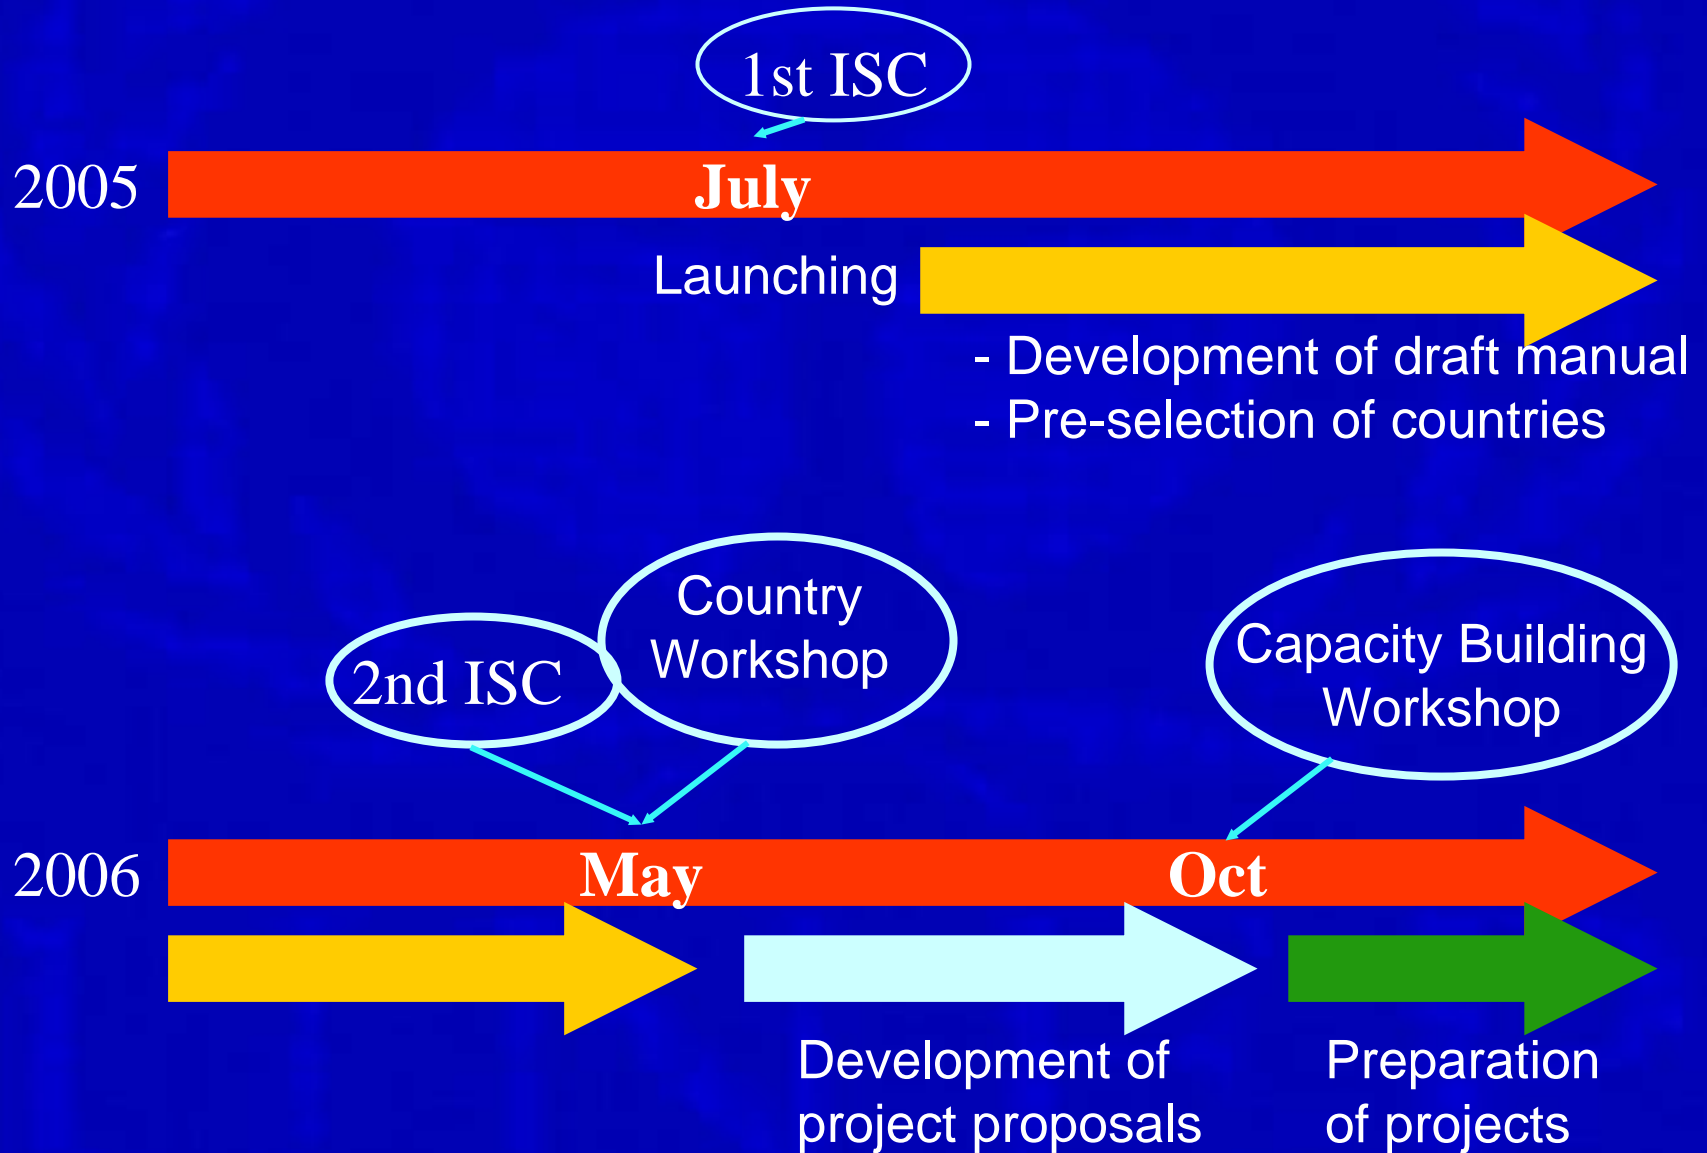 1st ISC
2005
July
Launching
- Development of draft manual
- Pre-selection of countries
Country
Workshop
2nd ISC
Capacity Building
Workshop
2006
May
Oct
Development of
project proposals
Preparation
of projects